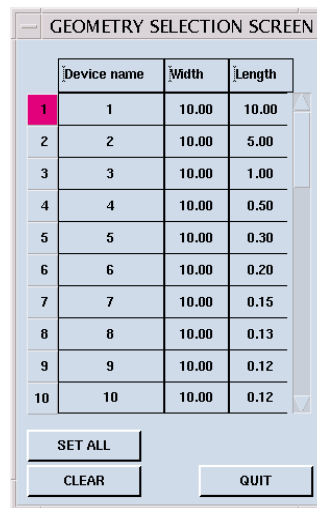 GEOMETRY SELECTION SCREEN
Device name Width Length
1 1 10.00 10.00
2 2 10.00 5.00
3 3 10.00 1.00
4 4 10.00 0.50
5 5 10.00 0.30
6 6 10.00 0.20
7 7 10.00 0.15
8 8 10.00 0.13
9 9 10.00 0.12
10 10 10.00 0.12
SET ALL
CLEAR QUIT